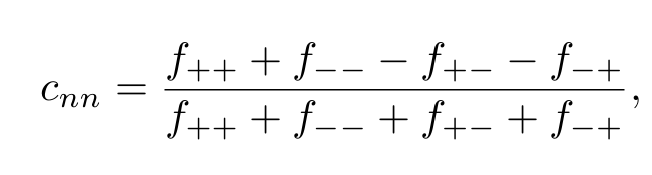 c_{nn} = \frac{f_{++} + f_{--} - f_{+-} - f_{-+}}{f_{++} + f_{--} + f_{+-} + f_{-+}},